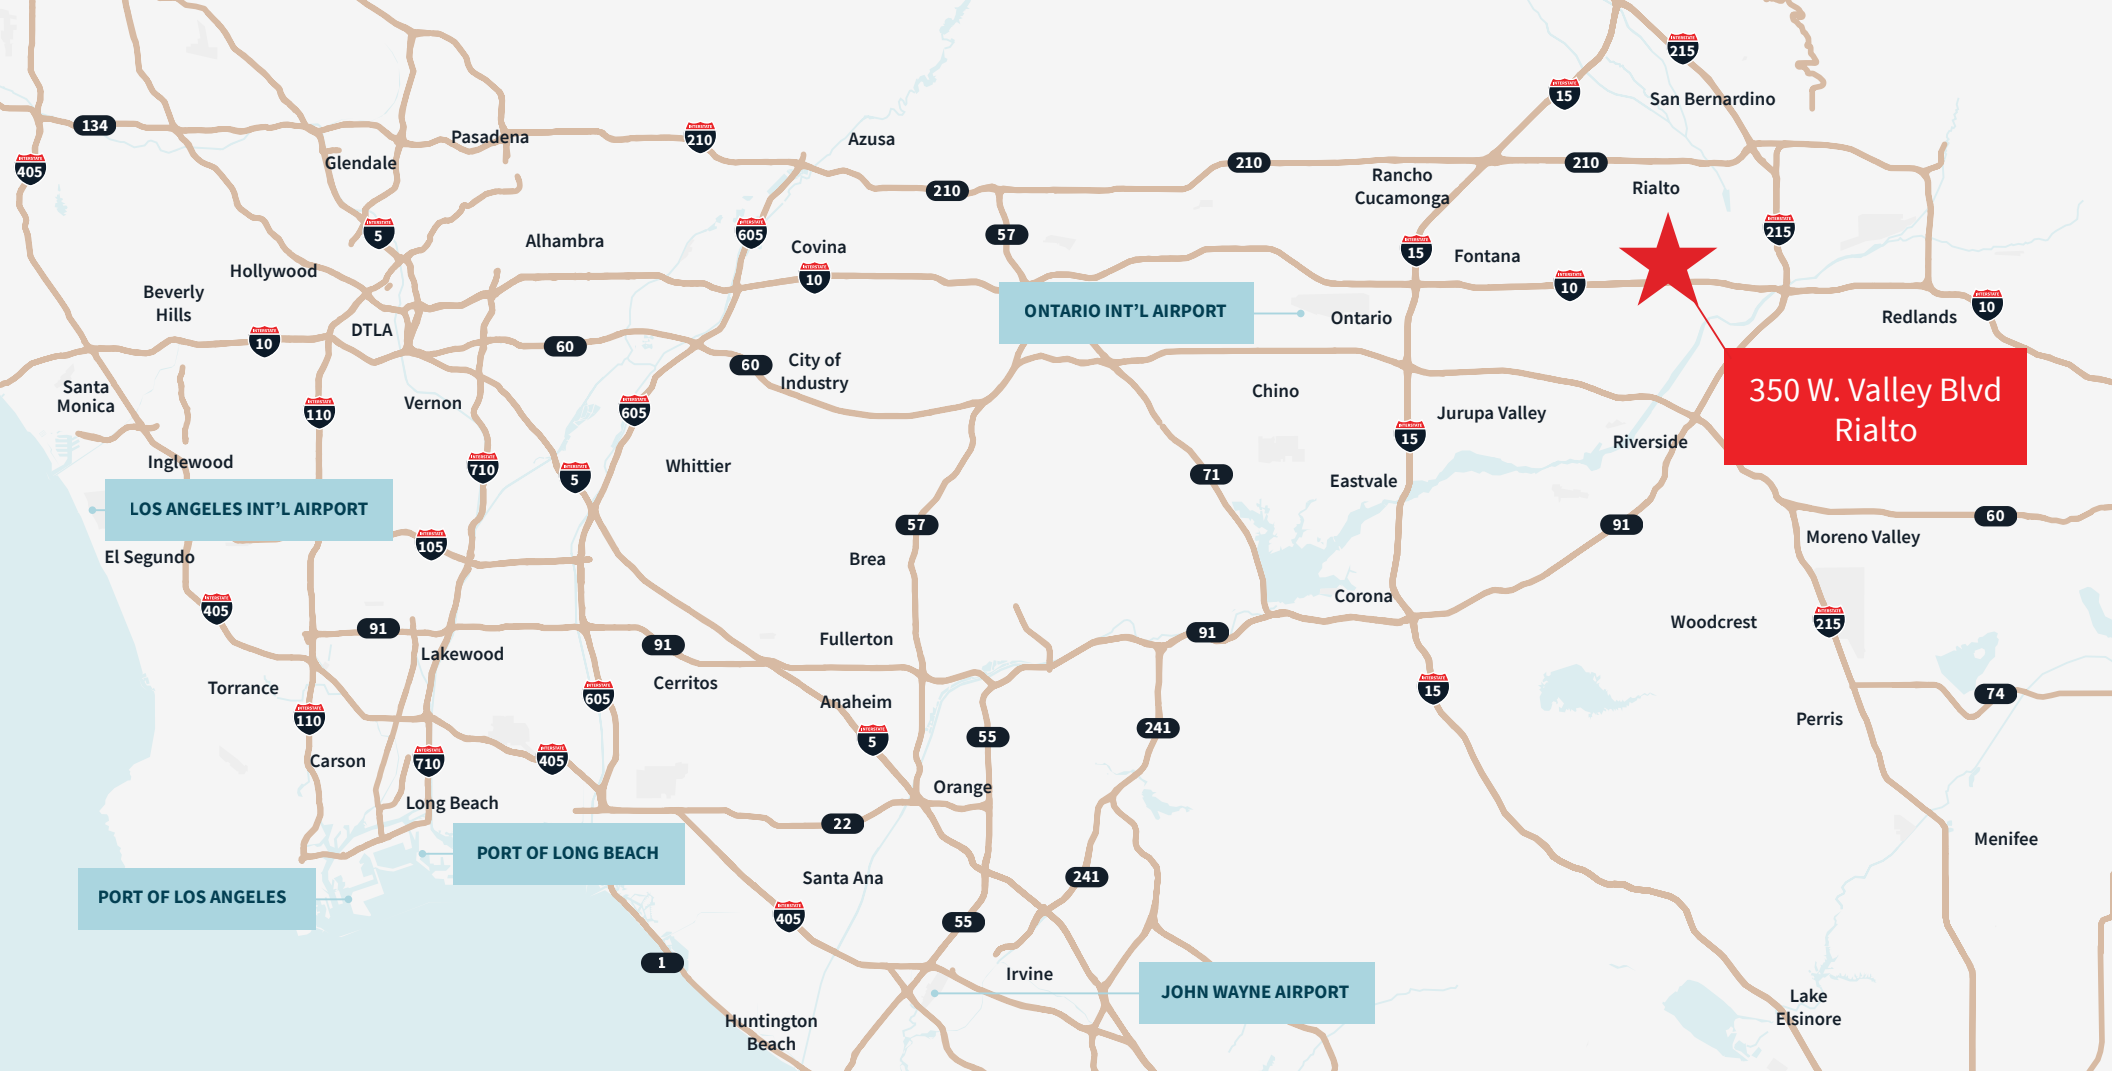 215
INTERSTATE
15
San Bernardino
134
Pasadena
210
Azusa
Glendale
405
210
210
210
Rancho
Cucamonga
Rialto
5
605
57
215
Alhambra
Covina
15
Fontana
Hollywood
10
10
Beverly
Hills
ONTARIO INT’L AIRPORT
Ontario
Redlands
10
DTLA
10
60
60
City of
Industry
Santa
Monica
110
Vernon
605
Chino
Jurupa Valley
350 W. Valley Blvd
Rialto
15
Riverside
Inglewood
710
5
Whittier
71
Eastvale
LOS ANGELES INT’L AIRPORT
105
57
91
60
El Segundo
Brea
Moreno Valley
405
Corona
91
91
Fullerton
91
Woodcrest
215
Lakewood
Cerritos
Torrance
605
Anaheim
15
74
110
5
55
241
Perris
Carson
710
405
Orange
Long Beach
22
Menifee
PORT OF LONG BEACH
Santa Ana
241
PORT OF LOS ANGELES
405
55
1
Irvine
JOHN WAYNE AIRPORT
Huntington
Beach
Lake
Elsinore